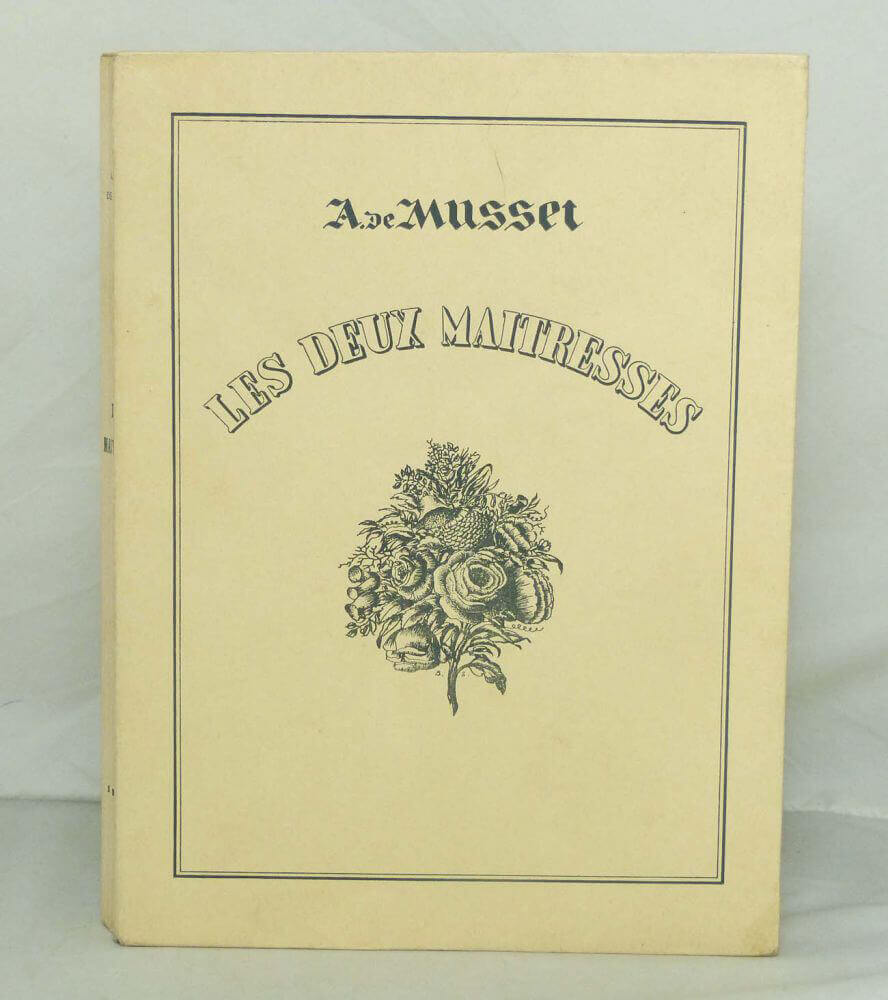 A. de Musset
LES DEUX MAITRESSES
B. S.